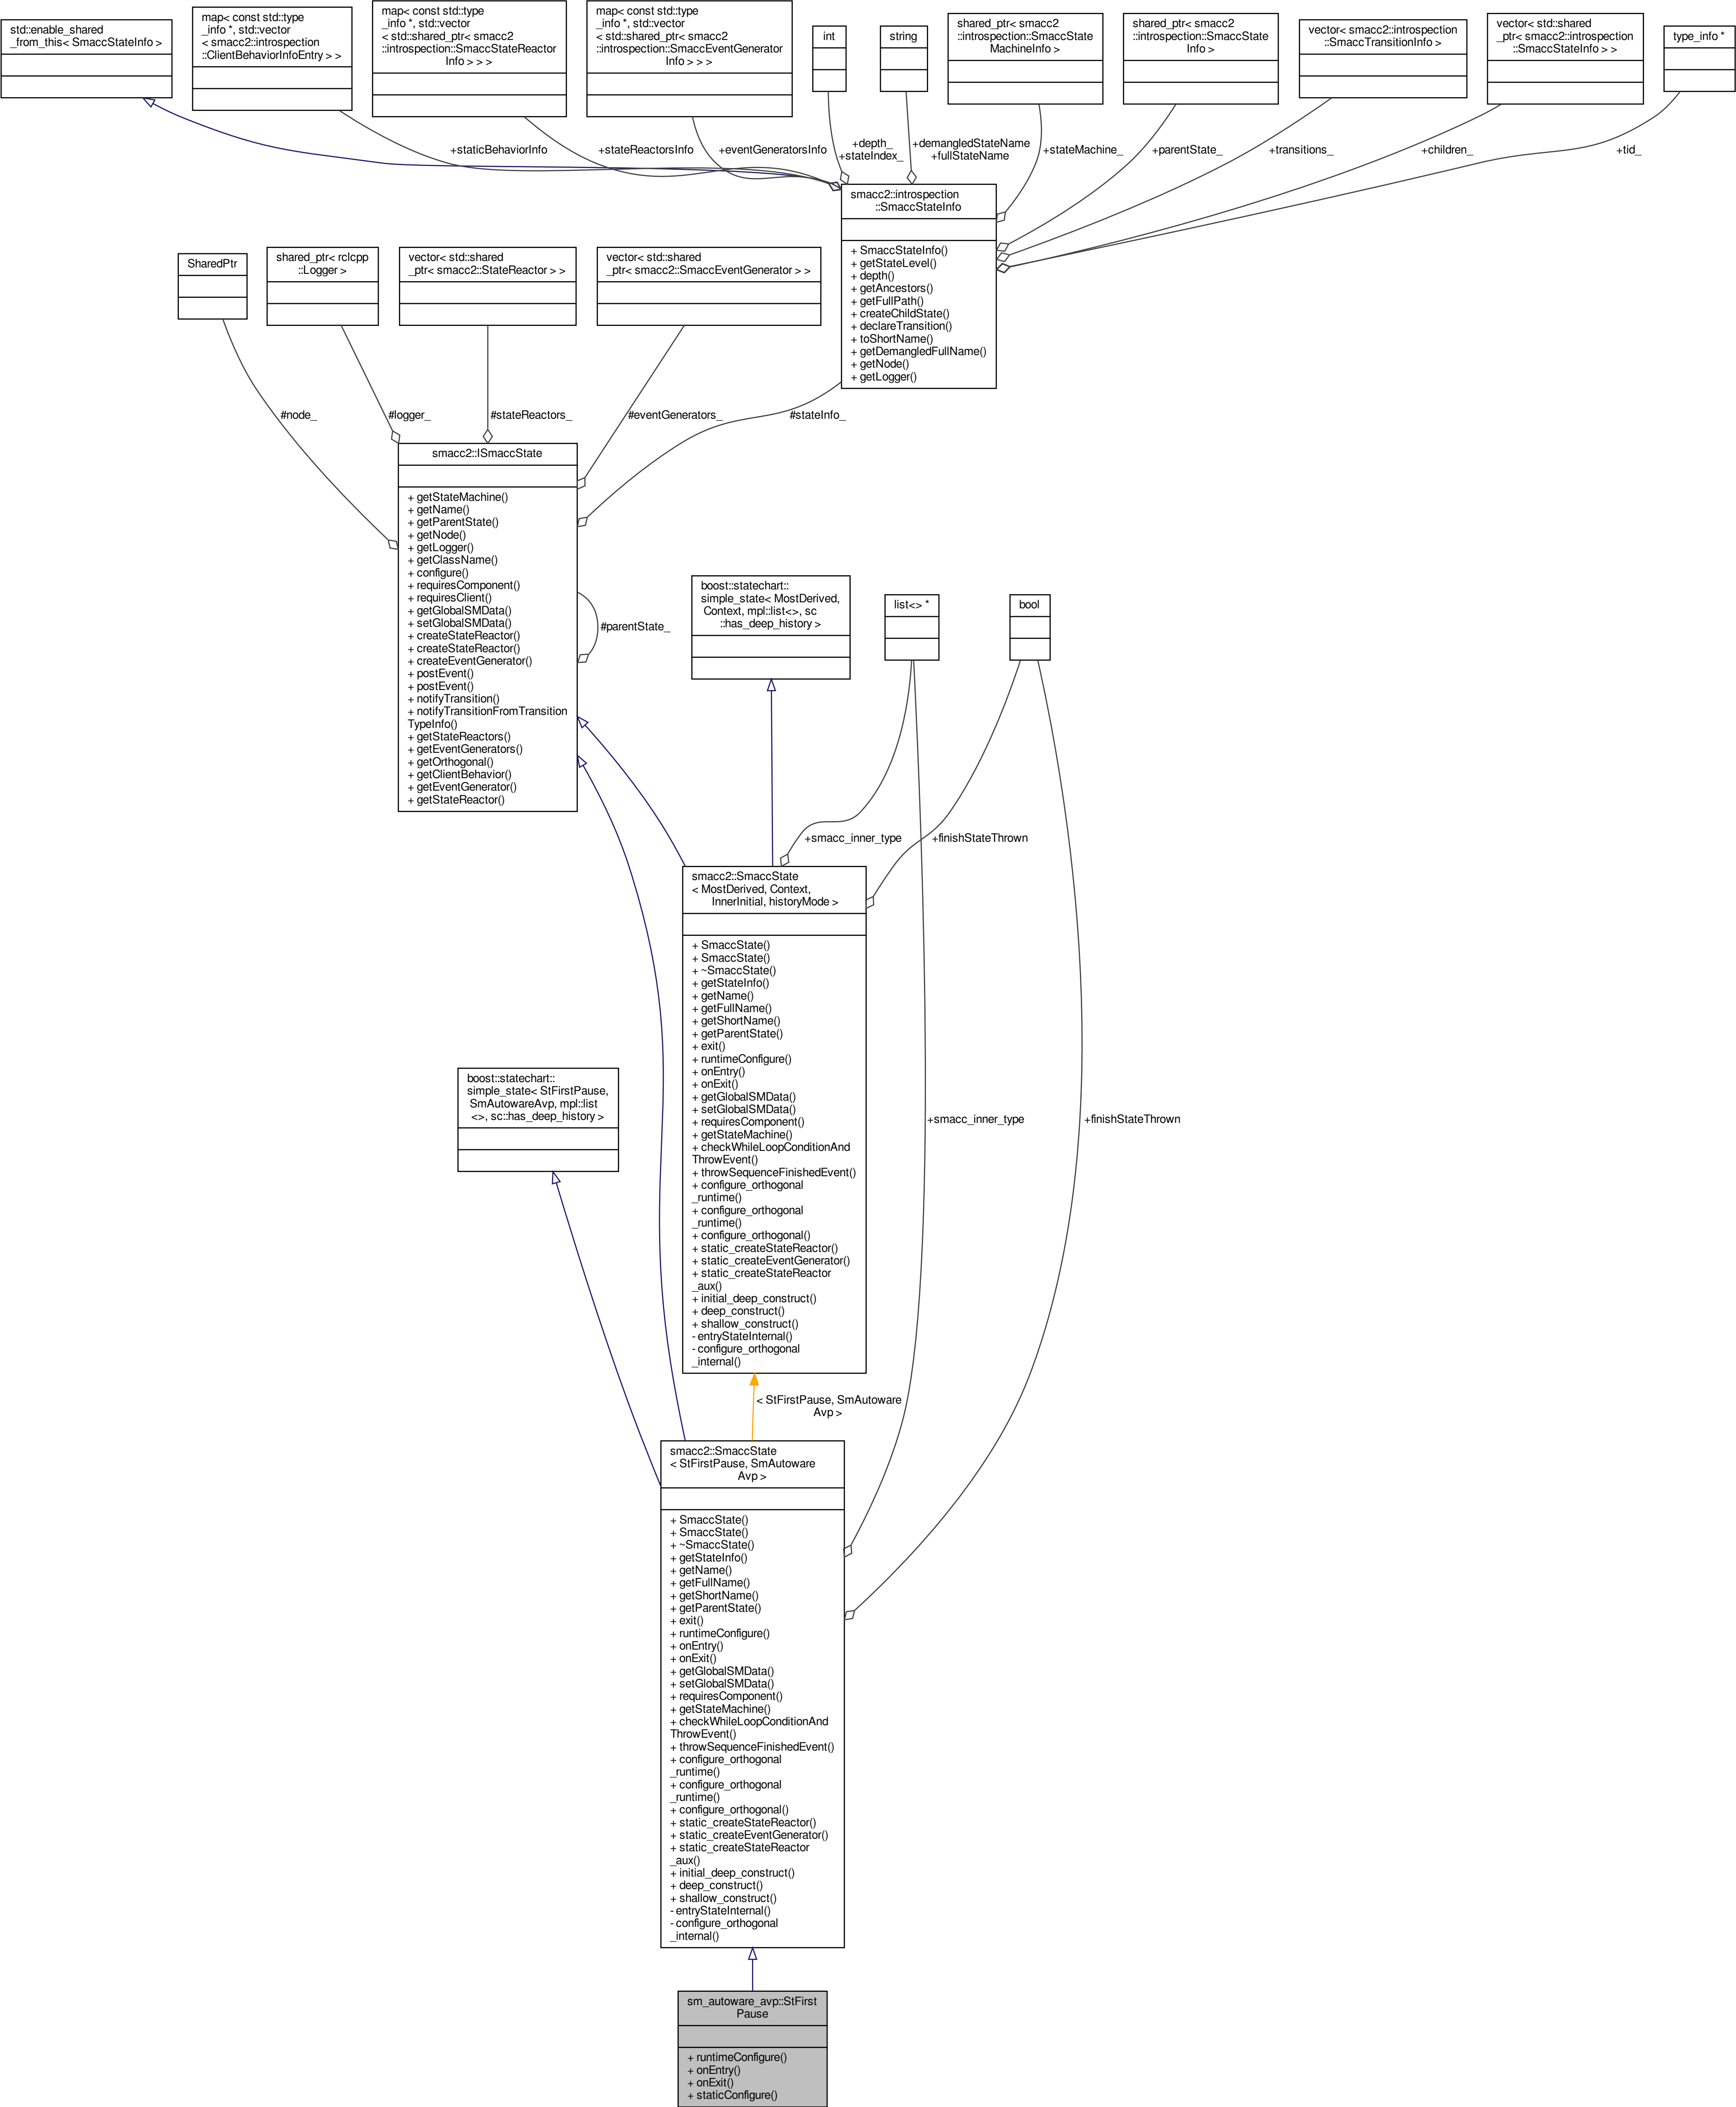 std::enable_shared
_from_this< SmaccStateInfo >
map< const std::type
_info *, std::vector
< smacc2::introspection
::ClientBehaviorInfoEntry > >
map< const std::type
_info *, std::vector
< std::shared_ptr< smacc2
::introspection::SmaccStateReactor
Info > > >
map< const std::type
_info *, std::vector
< std::shared_ptr< smacc2
::introspection::SmaccEventGenerator
Info > > >
int
string
shared_ptr< smacc2
::introspection::SmaccState
MachineInfo >
shared_ptr< smacc2
::introspection::SmaccState
Info >
vector< smacc2::introspection
::SmaccTransitionInfo >
vector< std::shared
_ptr< smacc2::introspection
::SmaccStateInfo > >
type_info *
+staticBehaviorInfo
+stateReactorsInfo
+eventGeneratorsInfo
+depth_
+stateIndex_
+demangledStateName
+fullStateName
+stateMachine_
+parentState_
+transitions_
+children_
+tid_
smacc2::introspection
::SmaccStateInfo
+ SmaccStateInfo()
+ getStateLevel()
+ depth()
+ getAncestors()
+ getFullPath()
+ createChildState()
+ declareTransition()
+ toShortName()
+ getDemangledFullName()
+ getNode()
+ getLogger()
SharedPtr
shared_ptr< rclcpp
::Logger >
vector< std::shared
_ptr< smacc2::StateReactor > >
vector< std::shared
_ptr< smacc2::SmaccEventGenerator > >
#node_
#logger_
#stateReactors_
#eventGenerators_
#stateInfo_
smacc2::ISmaccState
+ getStateMachine()
+ getName()
+ getParentState()
+ getNode()
+ getLogger()
+ getClassName()
+ configure()
+ requiresComponent()
+ requiresClient()
+ getGlobalSMData()
+ setGlobalSMData()
+ createStateReactor()
+ createStateReactor()
+ createEventGenerator()
+ postEvent()
+ postEvent()
+ notifyTransition()
+ notifyTransitionFromTransition
TypeInfo()
+ getStateReactors()
+ getEventGenerators()
+ getOrthogonal()
+ getClientBehavior()
+ getEventGenerator()
+ getStateReactor()
#parentState_
boost::statechart::
simple_state< MostDerived,
Context, mpl::list<>, sc
::has_deep_history >
list<> *
bool
+smacc_inner_type
+finishStateThrown
smacc2::SmaccState
< MostDerived, Context,
InnerInitial, historyMode >
+ SmaccState()
+ SmaccState()
+ ~SmaccState()
+ getStateInfo()
+ getName()
+ getFullName()
+ getShortName()
+ getParentState()
+ exit()
+ runtimeConfigure()
+ onEntry()
+ onExit()
+ getGlobalSMData()
+ setGlobalSMData()
+ requiresComponent()
+ getStateMachine()
+ checkWhileLoopConditionAnd
ThrowEvent()
+ throwSequenceFinishedEvent()
+ configure_orthogonal
_runtime()
+ configure_orthogonal
_runtime()
+ configure_orthogonal()
+ static_createStateReactor()
+ static_createEventGenerator()
+ static_createStateReactor
_aux()
+ initial_deep_construct()
+ deep_construct()
+ shallow_construct()
- entryStateInternal()
- configure_orthogonal
_internal()
boost::statechart::
simple_state< StFirstPause,
SmAutowareAvp, mpl::list
<>, sc::has_deep_history >
+smacc_inner_type
+finishStateThrown
< StFirstPause, SmAutoware
Avp >
smacc2::SmaccState
< StFirstPause, SmAutoware
Avp >
+ SmaccState()
+ SmaccState()
+ ~SmaccState()
+ getStateInfo()
+ getName()
+ getFullName()
+ getShortName()
+ getParentState()
+ exit()
+ runtimeConfigure()
+ onEntry()
+ onExit()
+ getGlobalSMData()
+ setGlobalSMData()
+ requiresComponent()
+ getStateMachine()
+ checkWhileLoopConditionAnd
ThrowEvent()
+ throwSequenceFinishedEvent()
+ configure_orthogonal
_runtime()
+ configure_orthogonal
_runtime()
+ configure_orthogonal()
+ static_createStateReactor()
+ static_createEventGenerator()
+ static_createStateReactor
_aux()
+ initial_deep_construct()
+ deep_construct()
+ shallow_construct()
- entryStateInternal()
- configure_orthogonal
_internal()
sm_autoware_avp::StFirst
Pause
+ runtimeConfigure()
+ onEntry()
+ onExit()
+ staticConfigure()